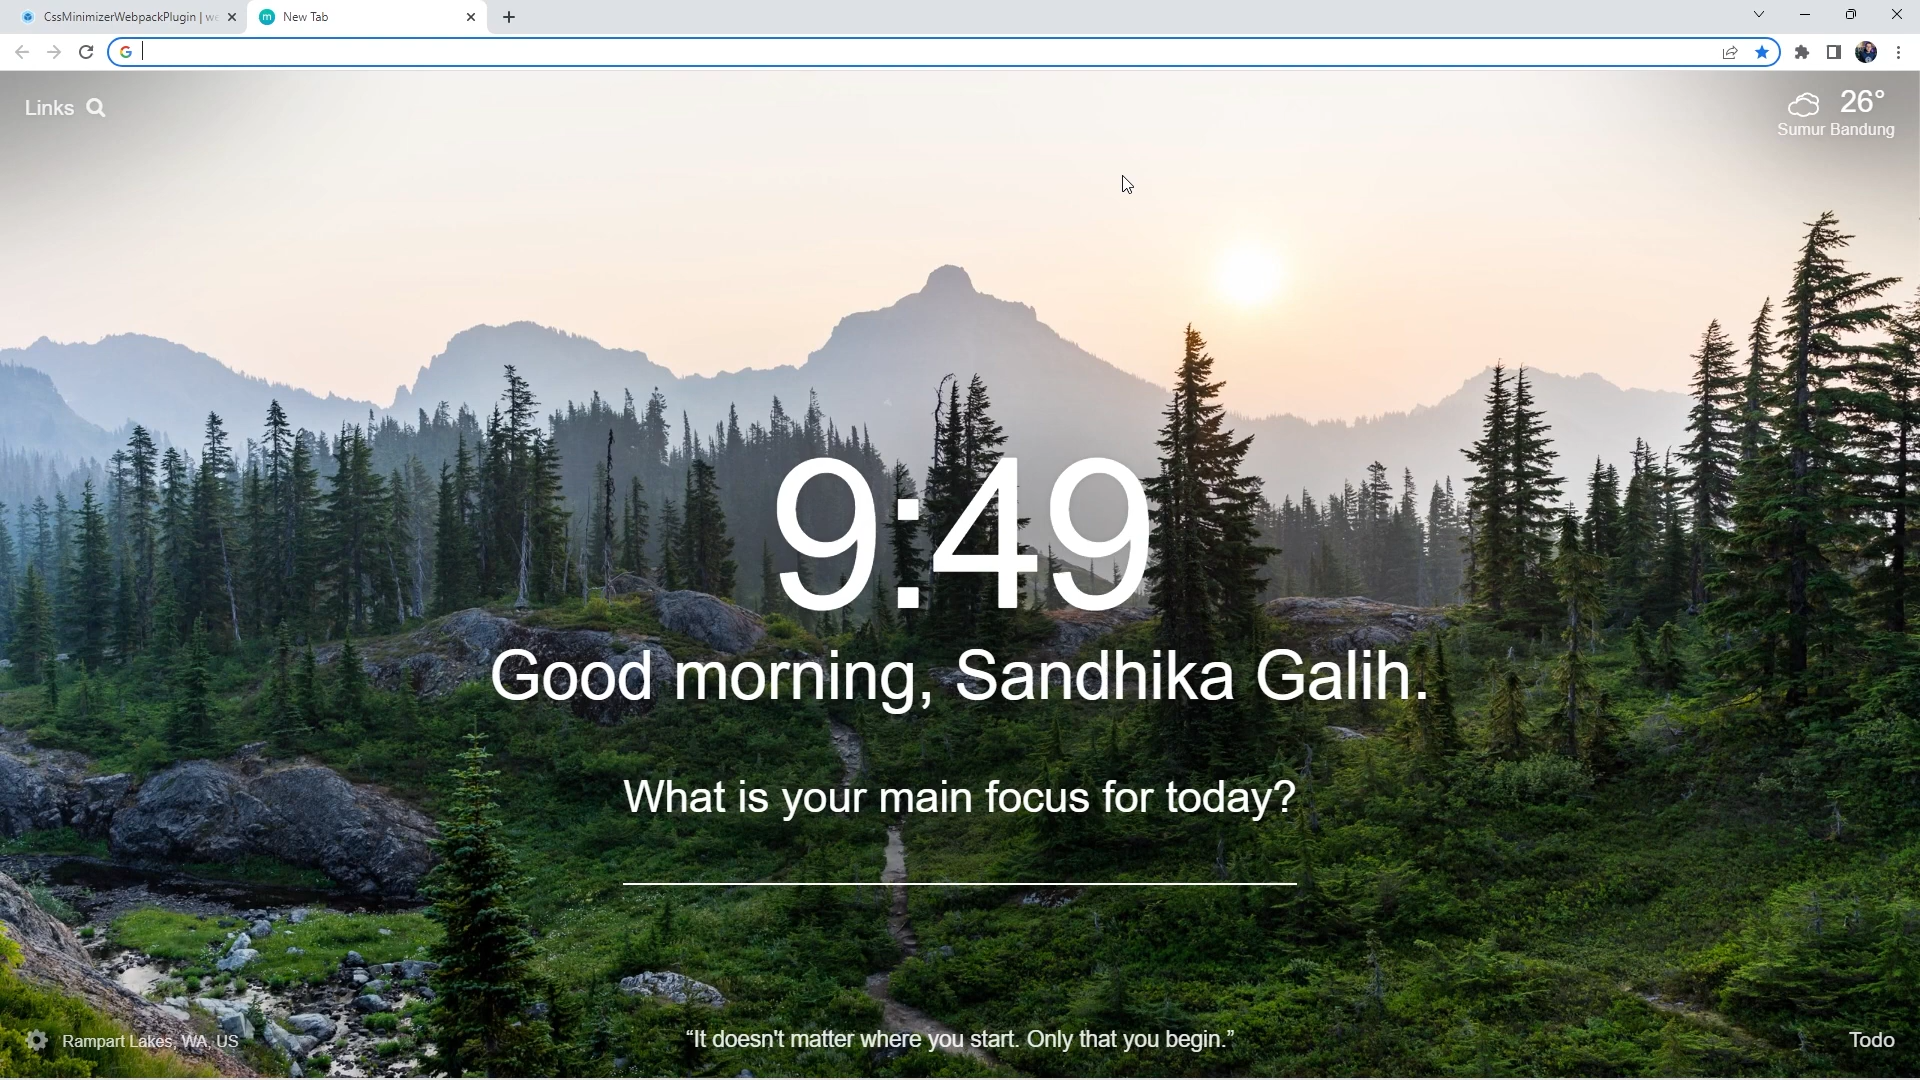 CssMinimizerWebpackPlugin | we
New Tab
Links
26°
Sumur Bandung
9:49
Good morning, Sandhika Galih.
What is your main focus for today?
Rampart Lakes, WA, US
“It doesn't matter where you start. Only that you begin.”
Todo